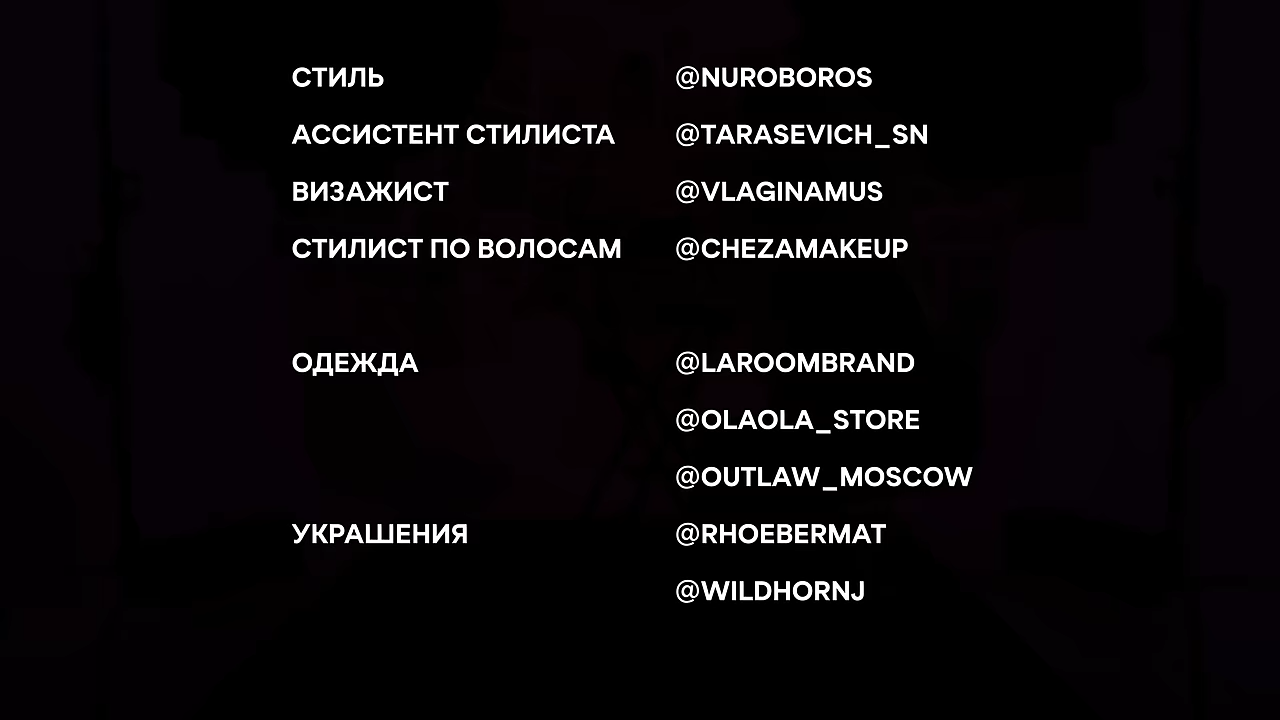 СТИЛЬ @NUROBOROS
АССИСТЕНТ СТИЛИСТА @TARASEVICH_SN
ВИЗАЖИСТ @VLAGINAMUS
СТИЛИСТ ПО ВОЛОСАМ @CHEZAMAKEUP
ОДЕЖДА @LAROOMBRAND
@OLAOLA_STORE
@OUTLAW_MOSCOW
УКРАШЕНИЯ @RHOEBERMAT
@WILDHORNJ